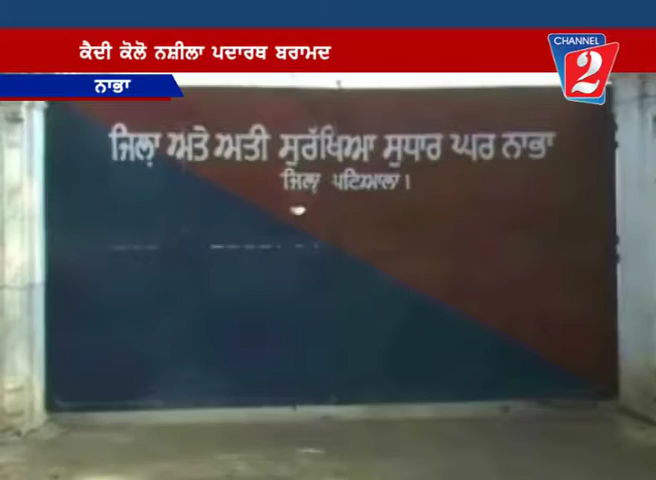 ਕੈਦੀ ਕੋਲੋ ਨਸ਼ੀਲਾ ਪਦਾਰਥ ਬਰਾਮਦ
CHANNEL
2
ਨਾਭਾ
ਜਿਲਾ ਅਤੇ ਅਤੀ ਸੁਰੱਖਿਆ ਸੁਧਾਰ ਘਰ ਨਾਭਾ
ਜਿਲਾ ਪਟਿਆਲਾ।